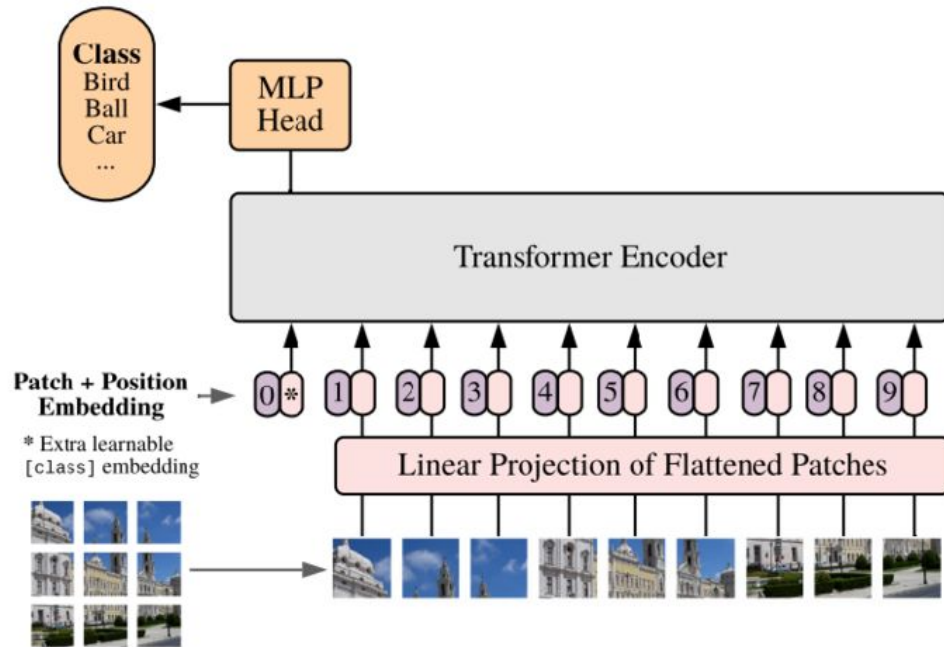 Class
Bird
Ball
Car
...
MLP
Head
Transformer Encoder
Patch + Position
Embedding
0 * 1 2 3 4 5 6 7 8 9
* Extra learnable
[class] embedding
Linear Projection of Flattened Patches